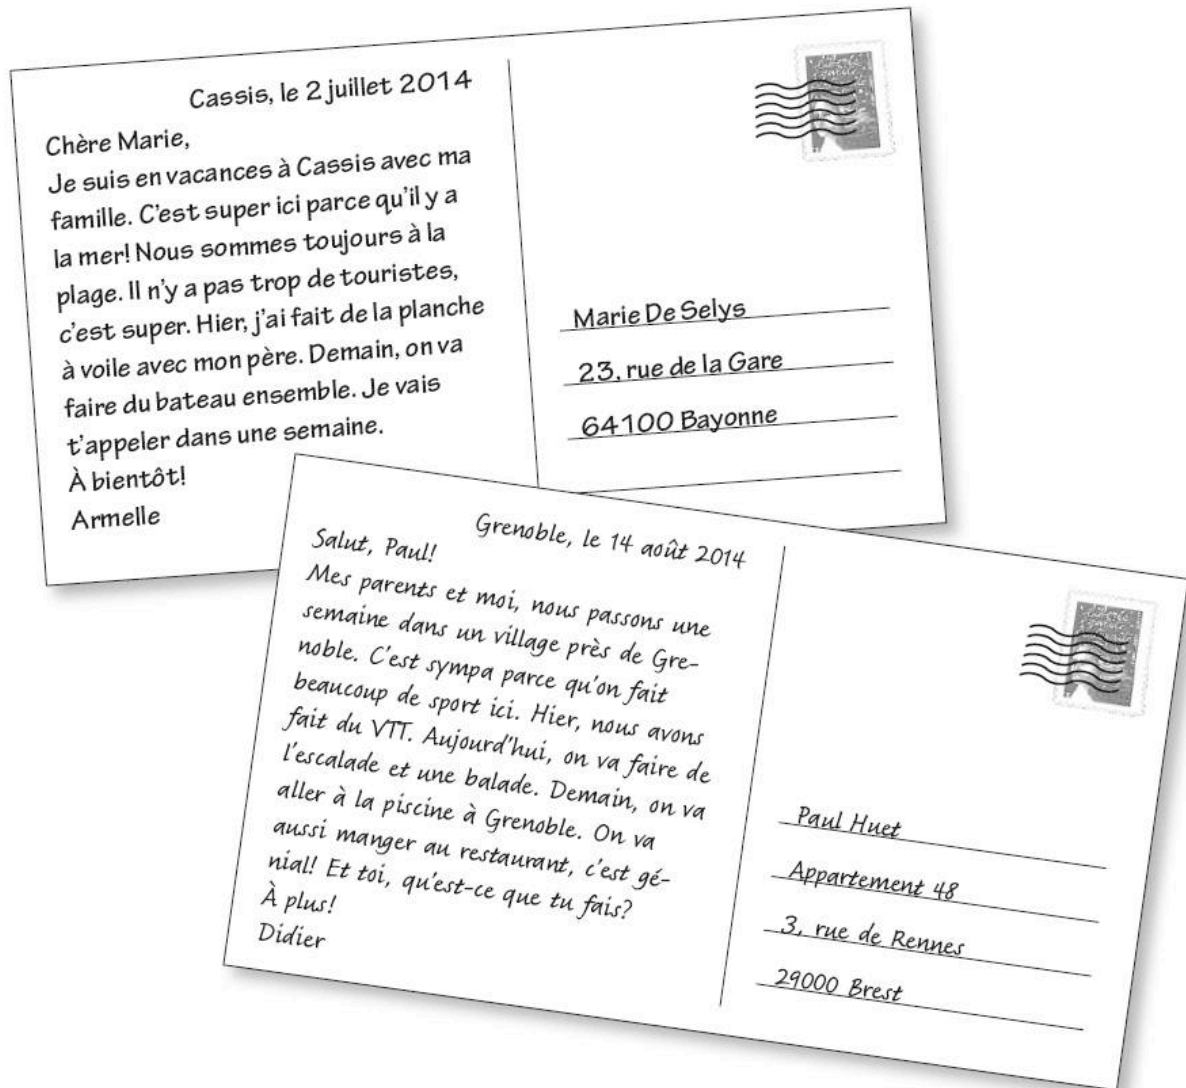 Cassis, le 2 juillet 2014
Chère Marie,
Je suis en vacances à Cassis avec ma
famille. C'est super ici parce qu'il y a
la mer! Nous sommes toujours à la
plage. Il n'y a pas trop de touristes,
c'est super. Hier, j'ai fait de la planche
à voile avec mon père. Demain, on va
faire du bateau ensemble. Je vais
t'appeler dans une semaine.
À bientôt!
Armelle
Marie De Selys
23, rue de la Gare
64100 Bayonne
Grenoble, le 14 août 2014
Salut, Paul!
Mes parents et moi, nous passons une
semaine dans un village près de Gre-
noble. C'est sympa parce qu'on fait
beaucoup de sport ici. Hier, nous avons
fait du VTT. Aujourd'hui, on va faire de
l'escalade et une balade. Demain, on va
aller à la piscine à Grenoble. On va
aussi manger au restaurant, c'est gé-
nial! Et toi, qu'est-ce que tu fais?
À plus!
Didier
Paul Huet
Appartement 48
3, rue de Rennes
29000 Brest